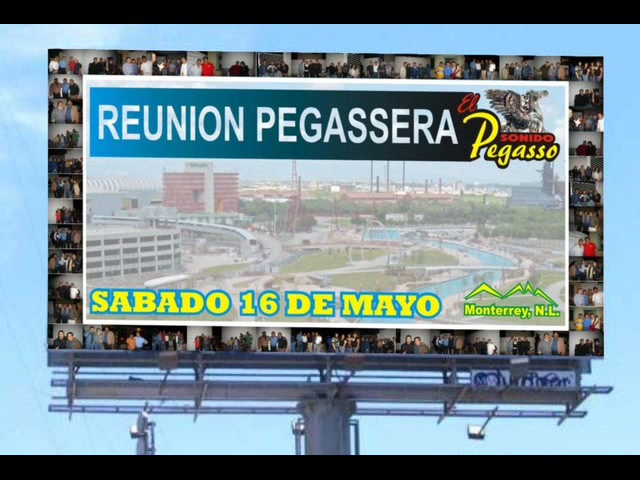 REUNION PEGASSERA
El
SONIDO
Pegasso
SABADO 16 DE MAYO
Monterrey, N.L.